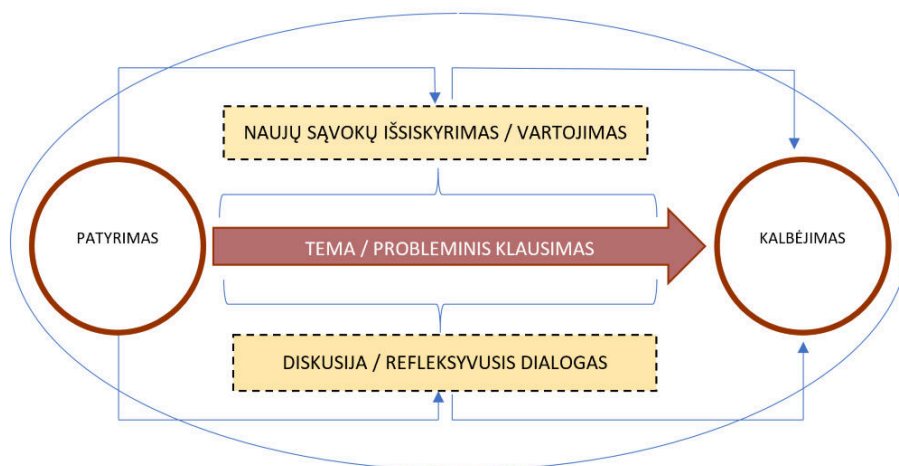 NAUJŲ SĄVOKŲ IŠSISKYRIMAS / VARTOJIMAS
PATYRIMAS
TEMA / PROBLEMINIS KLAUSIMAS
KALBĖJIMAS
DISKUSIJA / REFLEKSYVUSIS DIALOGAS